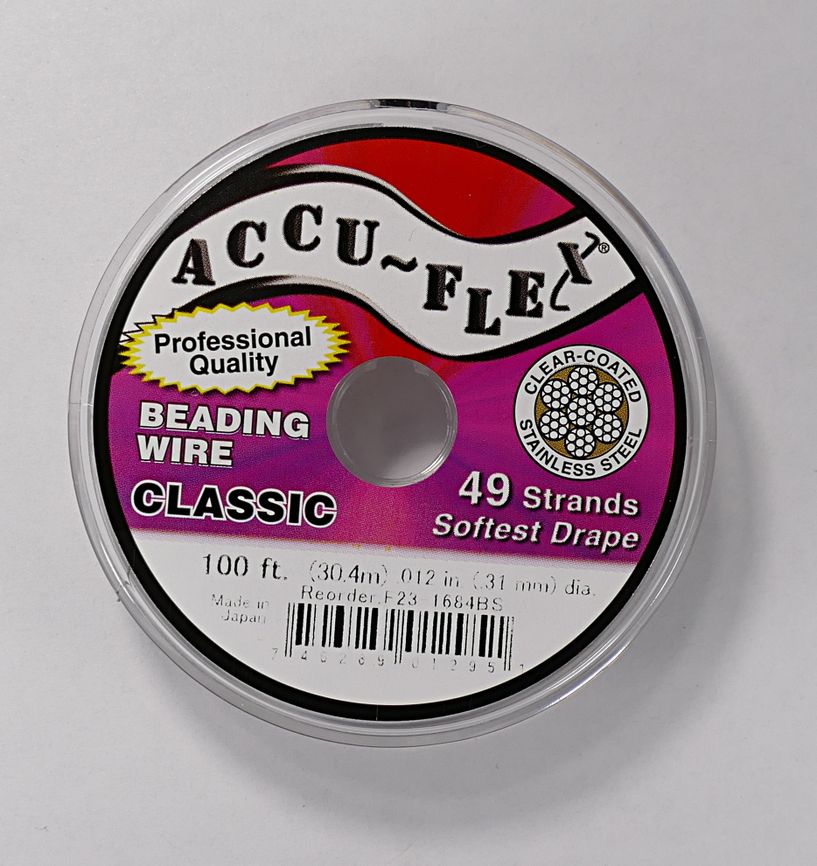 ACCU~FLEX®
Professional
Quality
BEADING
WIRE
CLASSIC
CLEAR-COATED
STAINLESS STEEL
49 Strands
Softest Drape
100 ft. (30.4m) .012 in. (.31 mm) dia.
Reorder.F23-1684BS
Made in
Japan